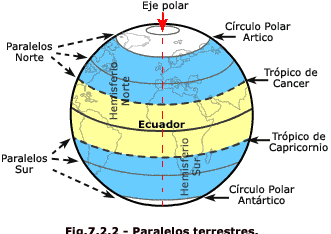 Eje polar
Círculo Polar
Artico
Paralelos
Norte
Trópico de
Cancer
Hemisferio
Norte
Ecuador
Trópico de
Capricornio
Paralelos
Sur
Hemisferio
Sur
Círculo Polar
Antártico
Fig.7.2.2 - Paralelos terrestres.